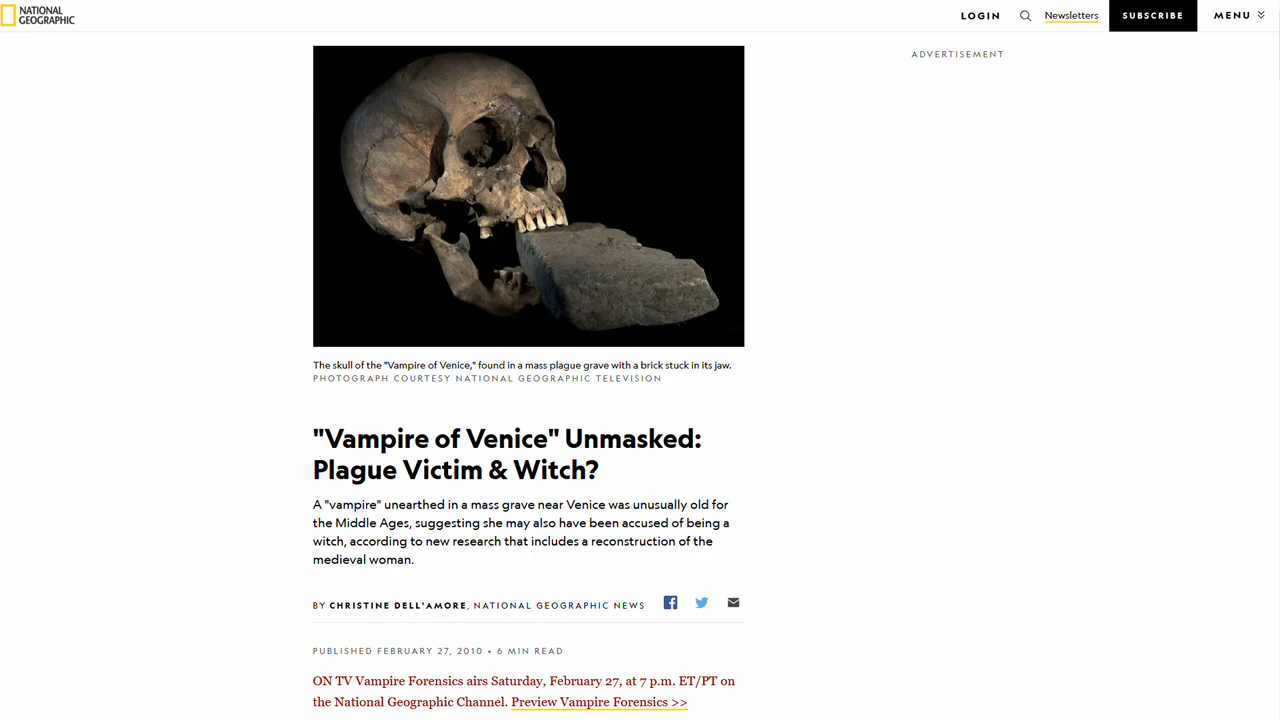 NATIONAL
GEOGRAPHIC
LOGIN
Newsletters
SUBSCRIBE
MENU
ADVERTISEMENT
The skull of the "Vampire of Venice," found in a mass plague grave with a brick stuck in its jaw.
PHOTOGRAPH COURTESY NATIONAL GEOGRAPHIC TELEVISION
"Vampire of Venice" Unmasked:
Plague Victim & Witch?
A "vampire" unearthed in a mass grave near Venice was unusually old for
the Middle Ages, suggesting she may also have been accused of being a
witch, according to new research that includes a reconstruction of the
medieval woman.
BY CHRISTINE DELL'AMORE, NATIONAL GEOGRAPHIC NEWS
PUBLISHED FEBRUARY 27, 2010 • 6 MIN READ
ON TV Vampire Forensics airs Saturday, February 27, at 7 p.m. ET/PT on
the National Geographic Channel. Preview Vampire Forensics >>